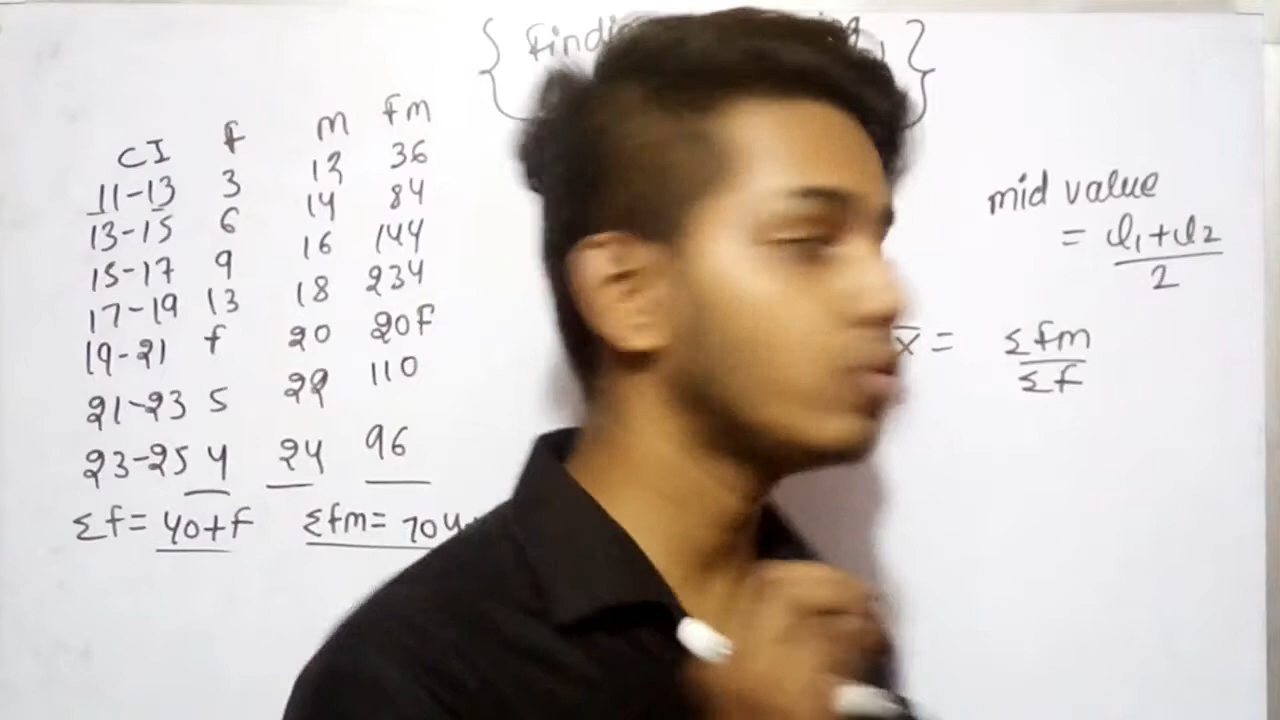 CI f m fm
11-13 3 12 36
13-15 6 14 84
15-17 9 16 144
17-19 13 18 234
19-21 f 20 20f
21-23 5 22 110
23-25 4 24 96
Σf = 40+f Σfm = 704
mid value
= l₁+l₂
2
x̄ = Σfm
Σf